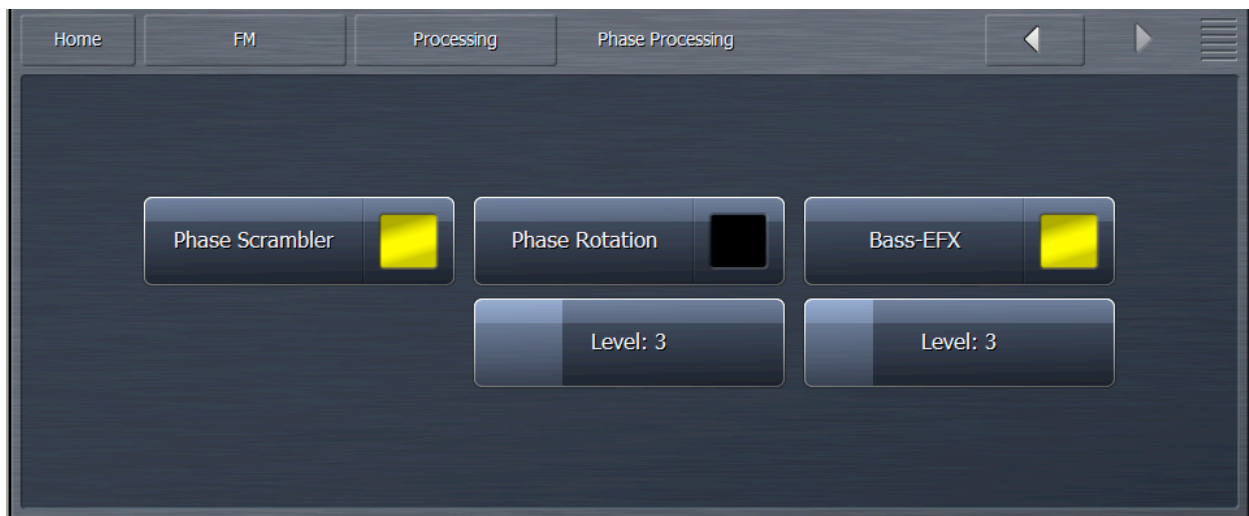 Home FM Processing Phase Processing
Phase Scrambler Phase Rotation Bass-EFX
Level: 3 Level: 3